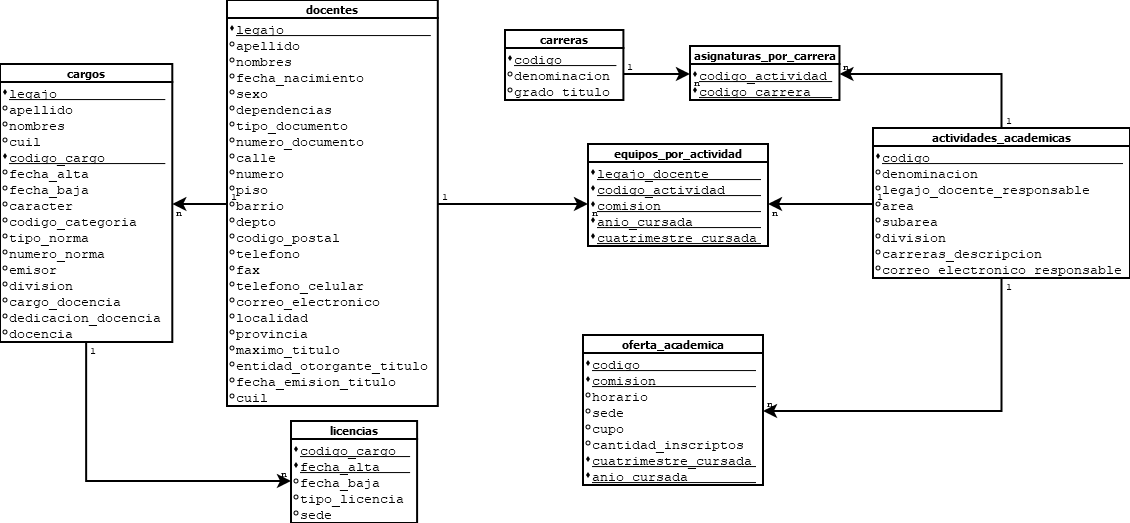 docentes
legajo
apellido
nombres
fecha_nacimiento
sexo
dependencias
tipo_documento
numero_documento
calle
numero
piso
barrio
depto
codigo_postal
telefono
fax
telefono_celular
correo_electronico
localidad
provincia
maximo_titulo
entidad_otorgante_titulo
fecha_emision_titulo
cuil
cargos
legajo
apellido
nombres
cuil
codigo_cargo
fecha_alta
fecha_baja
caracter
codigo_categoria
tipo_norma
numero_norma
emisor
division
cargo_docencia
dedicacion_docencia
docencia
licencias
codigo_cargo
fecha_alta
fecha_baja
tipo_licencia
sede
carreras
codigo
denominacion
grado_titulo
asignaturas_por_carrera
codigo_actividad
codigo_carrera
equipos_por_actividad
legajo_docente
codigo_actividad
comision
anio_cursada
cuatrimestre_cursada
actividades_academicas
codigo
denominacion
legajo_docente_responsable
area
subarea
division
carreras_descripcion
correo_electronico_responsable
oferta_academica
codigo
comision
horario
sede
cupo
cantidad_inscriptos
cuatrimestre_cursada
anio_cursada
1
n
1
n
1
n
1
n
1
n
1
n
1
n